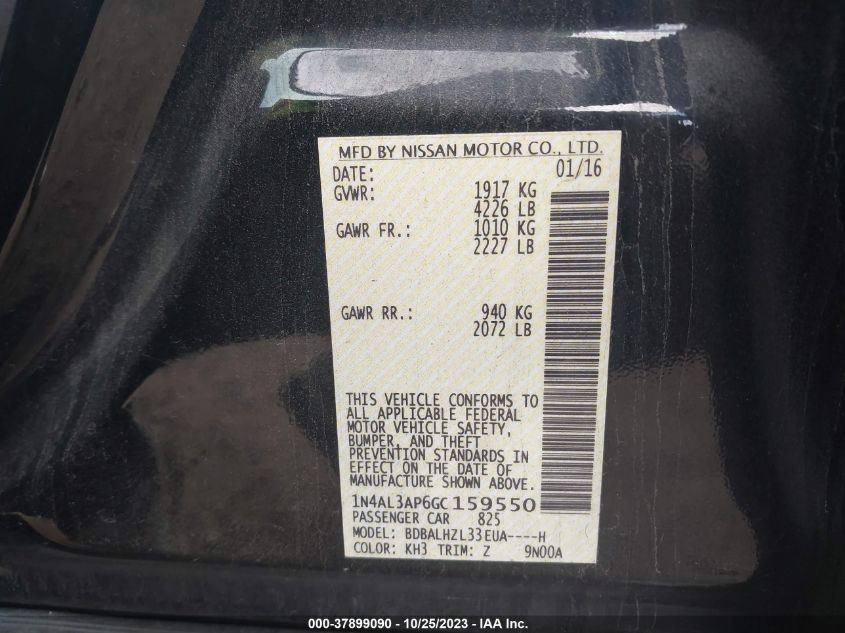 MFD BY NISSAN MOTOR CO., LTD.
DATE: 01/16
GVWR: 1917 KG
4226 LB
GAWR FR.: 1010 KG
2227 LB
GAWR RR.: 940 KG
2072 LB
THIS VEHICLE CONFORMS TO
ALL APPLICABLE FEDERAL
MOTOR VEHICLE SAFETY,
BUMPER, AND THEFT
PREVENTION STANDARDS IN
EFFECT ON THE DATE OF
MANUFACTURE SHOWN ABOVE.
1N4AL3AP6GC159550
PASSENGER CAR 825
MODEL: BDBALHZL33EUA----H
COLOR: KH3 TRIM: Z 9N00A
000-37899090 - 10/25/2023 - IAA Inc.